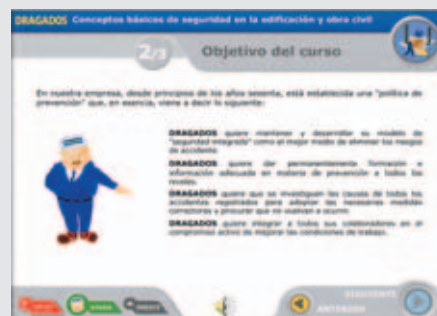 DRAGADOS Conceptos básicos de seguridad en la edificación y obra civil
2/3 Objetivo del curso
En nuestra empresa, desde principios de los años sesenta, está establecida una "política de
prevención" que, en esencia, viene a decir lo siguiente:
DRAGADOS quiere mantener y desarrollar su modelo de
"seguridad integrada" como el mejor modo de eliminar los riesgos
de accidente.
DRAGADOS quiere dar permanentemente formación e
información adecuada en materia de prevención a todos los
niveles.
DRAGADOS quiere que se investiguen las causas de todos los
accidentes registrados para adoptar las necesarias medidas
correctoras y procurar que no vuelvan a ocurrir.
DRAGADOS quiere integrar a todos sus colaboradores en el
compromiso activo de mejorar las condiciones de trabajo.
SIGUIENTE
ANTERIOR